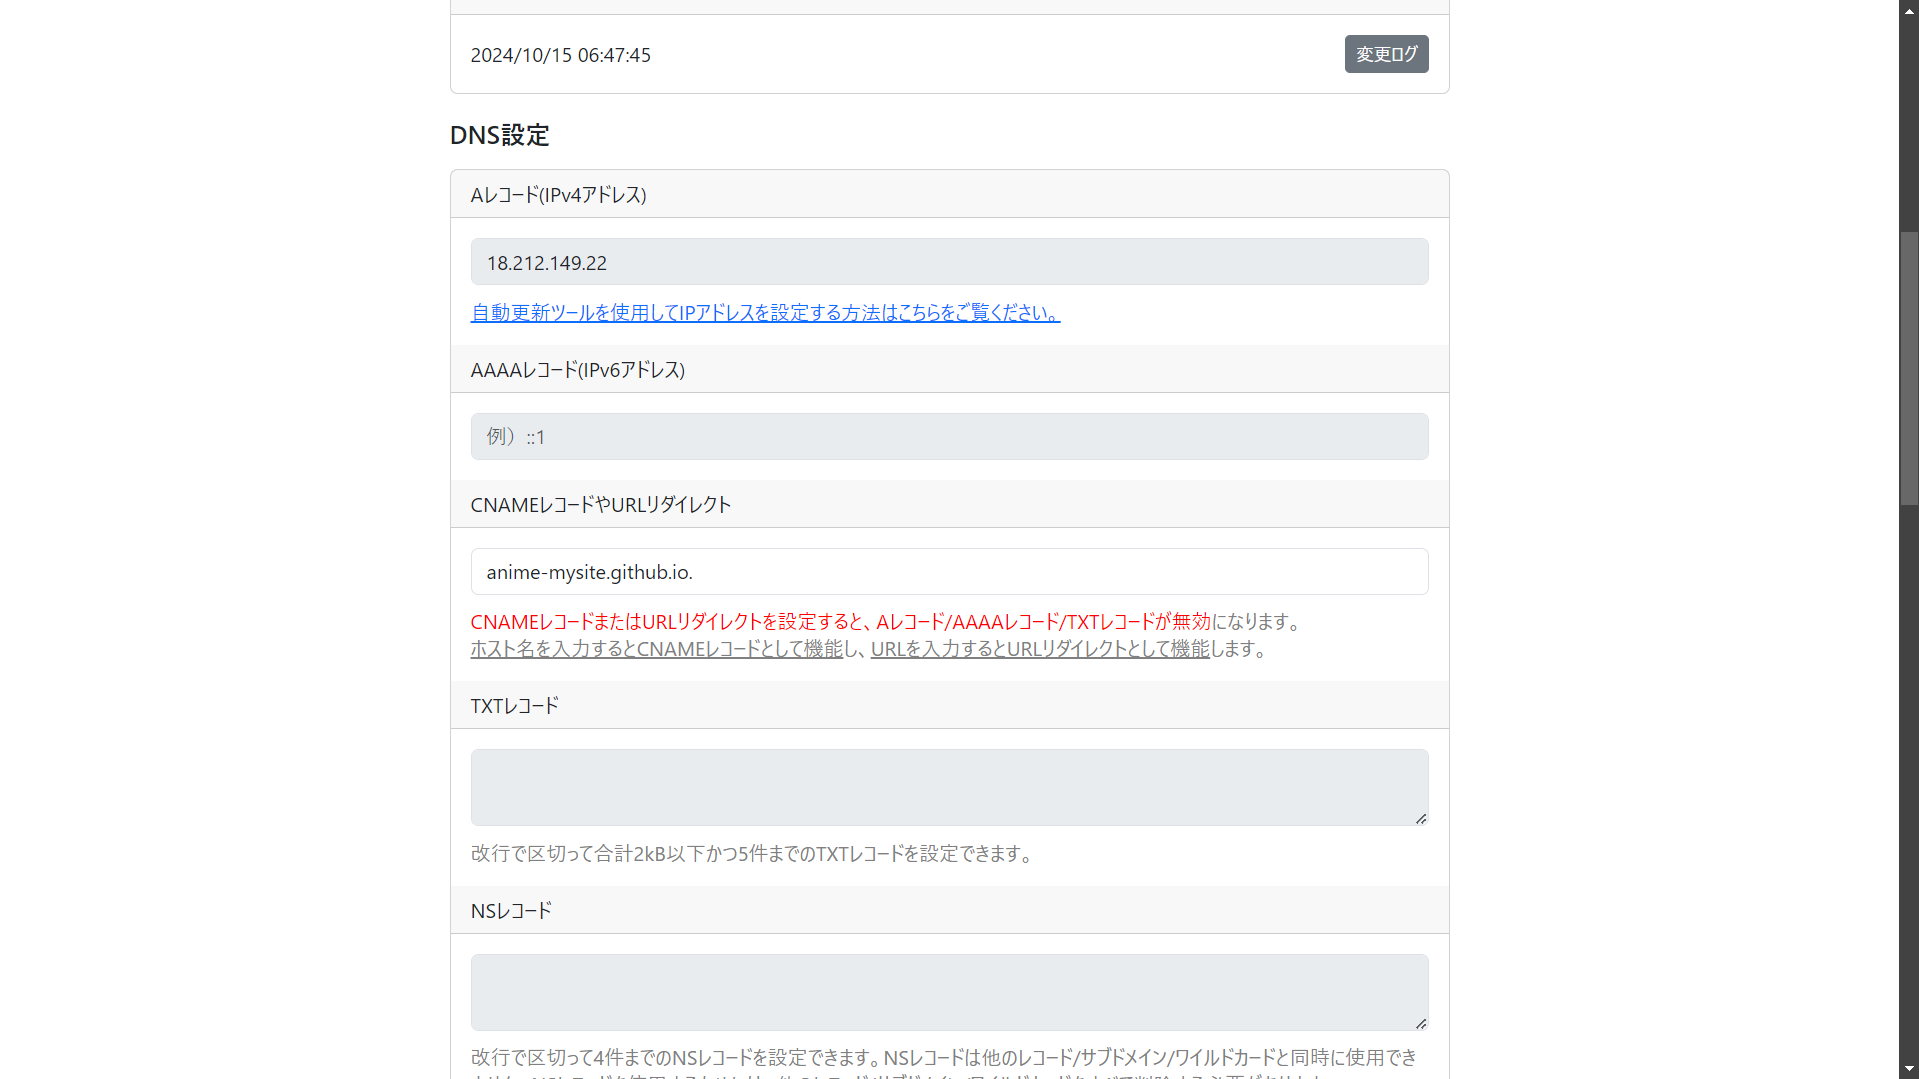 2024/10/15 06:47:45
変更ログ
DNS設定
Aレコード(IPv4アドレス)
18.212.149.22
自動更新ツールを使用してIPアドレスを設定する方法はこちらをご覧ください。
AAAAレコード(IPv6アドレス)
例）::1
CNAMEレコードやURLリダイレクト
anime-mysite.github.io.
CNAMEレコードまたはURLリダイレクトを設定すると、Aレコード/AAAAレコード/TXTレコードが無効になります。
ホスト名を入力するとCNAMEレコードとして機能し、URLを入力するとURLリダイレクトとして機能します。
TXTレコード
改行で区切って合計2kB以下かつ5件までのTXTレコードを設定できます。
NSレコード
改行で区切って4件までのNSレコードを設定できます。NSレコードは他のレコード/サブドメイン/ワイルドカードと同時に使用でき